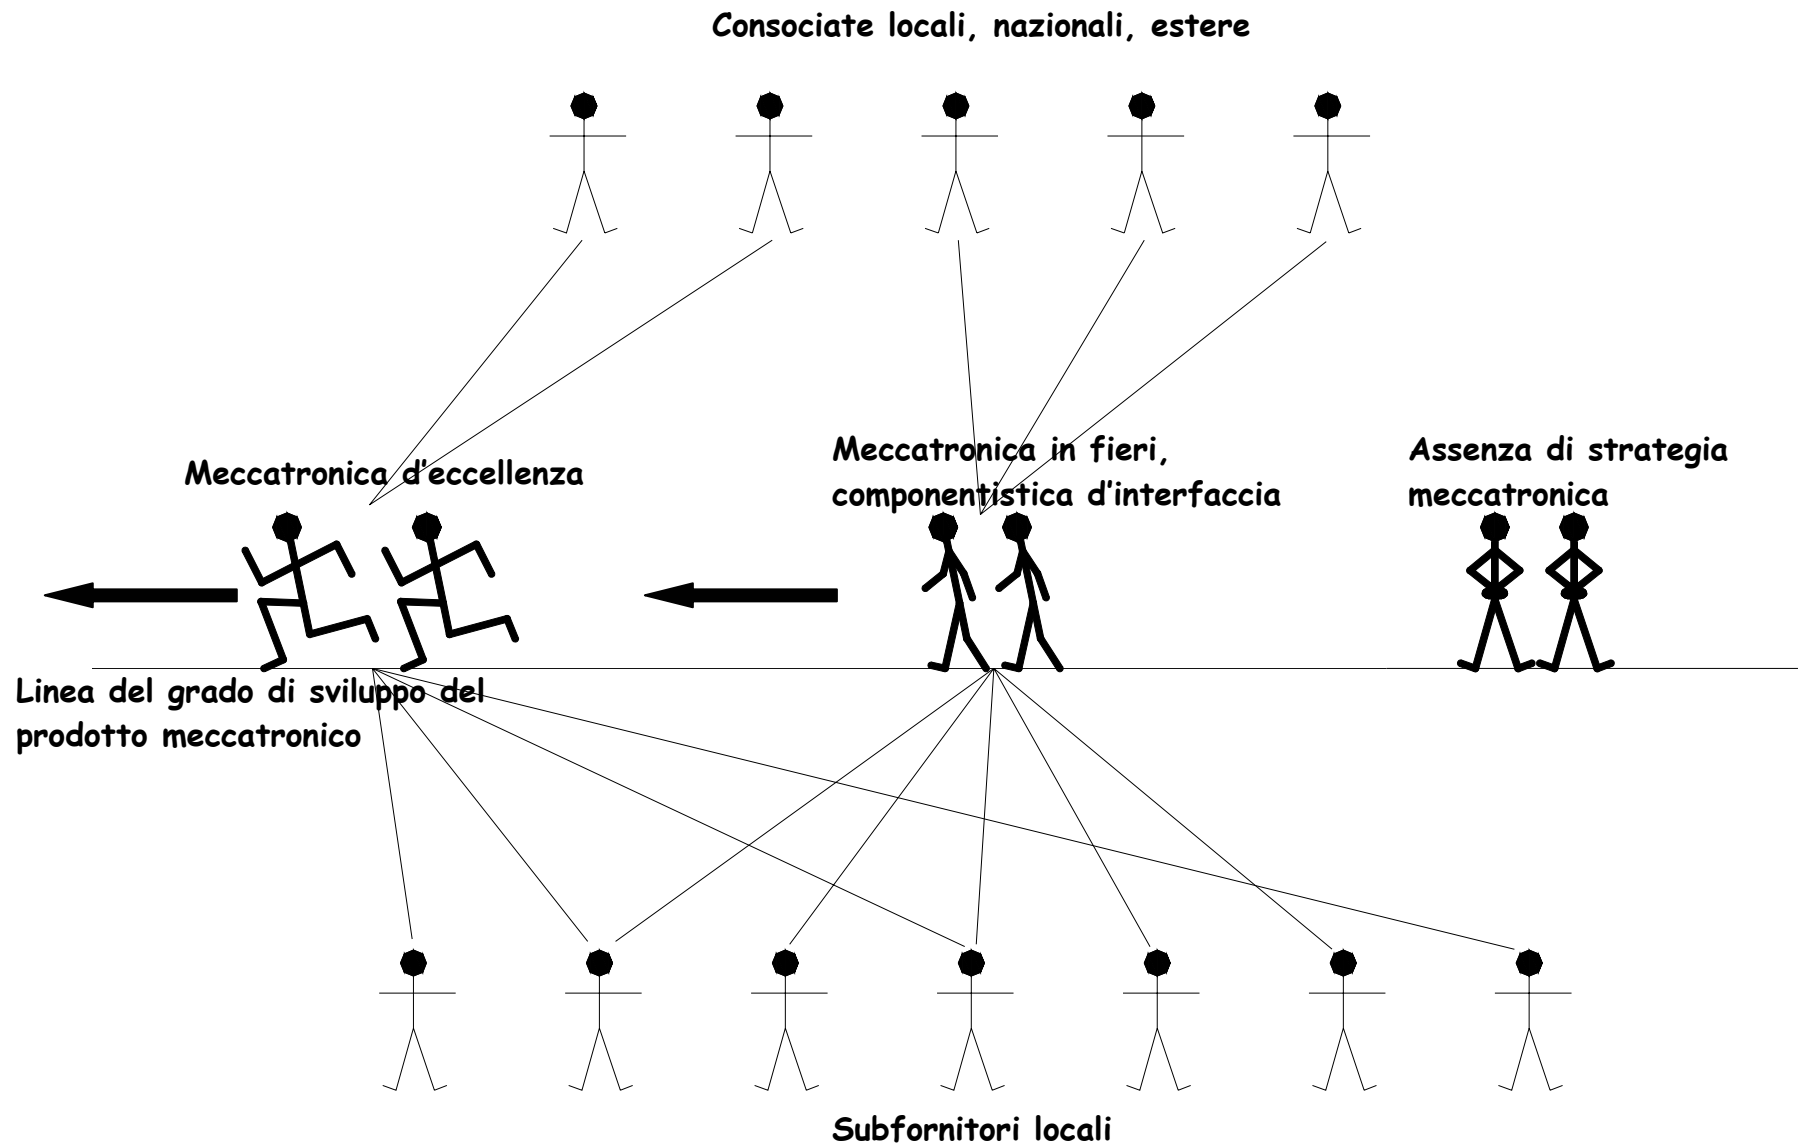 Consociate locali, nazionali, estere
Meccatronica d'eccellenza
Meccatronica in fieri,
componentistica d'interfaccia
Assenza di strategia
meccatronica
Linea del grado di sviluppo del
prodotto meccatronico
Subfornitori locali